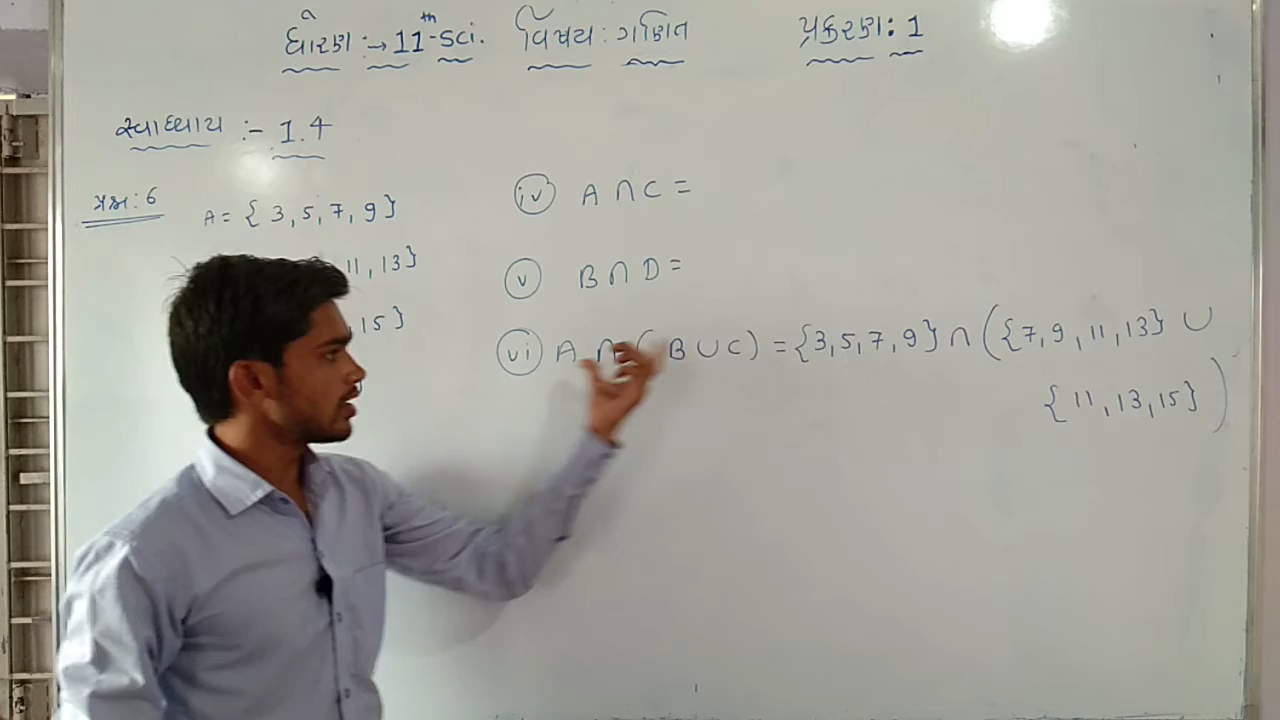 ધોરણ :→ 11th-sci. વિષય : ગણિત પ્રકરણ : 1
સ્વાધ્યાય :- 1.4
પ્રશ્ન : 6
A = { 3, 5, 7, 9 }
11, 13 }
, 15 }
(iv) A ∩ C =
(v) B ∩ D =
(vi) A ∩ ( B ∪ C ) = {3, 5, 7, 9} ∩ ( {7, 9, 11, 13} ∪
{ 11, 13, 15} )